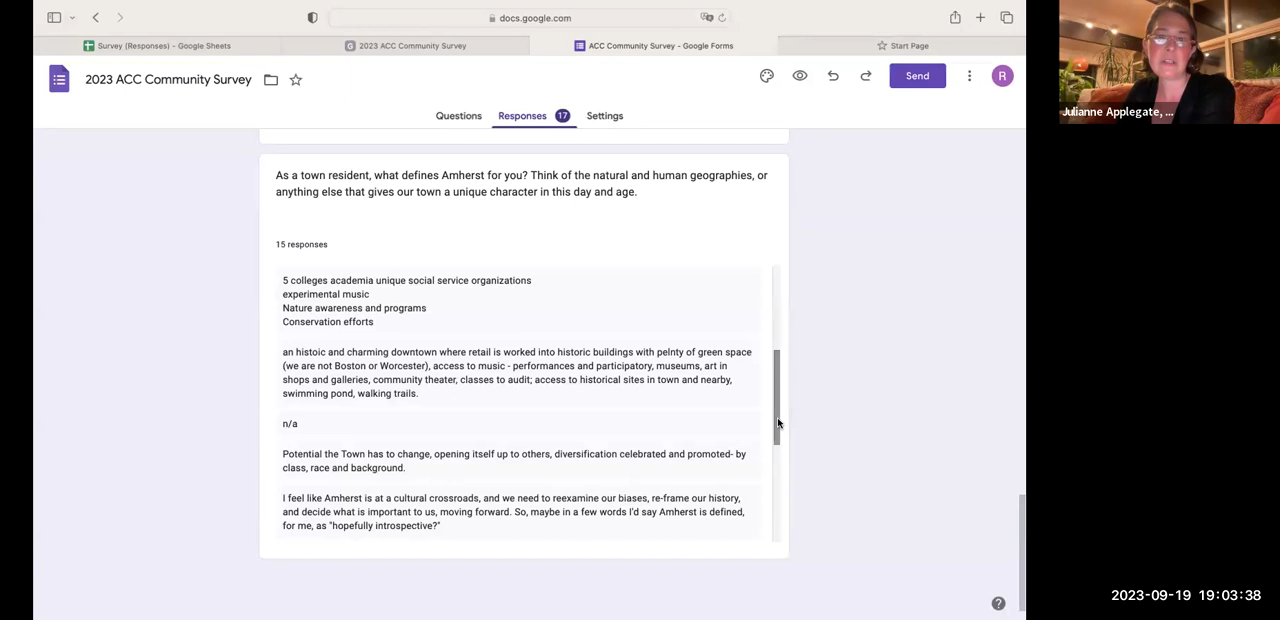 docs.google.com
Survey (Responses) - Google Sheets
2023 ACC Community Survey
ACC Community Survey - Google Forms
Start Page
2023 ACC Community Survey
Send
R
Questions
Responses 17
Settings
Julianne Applegate, ...
As a town resident, what defines Amherst for you? Think of the natural and human geographies, or
anything else that gives our town a unique character in this day and age.
15 responses
5 colleges academia unique social service organizations
experimental music
Nature awareness and programs
Conservation efforts
an histoic and charming downtown where retail is worked into historic buildings with pelnty of green space
(we are not Boston or Worcester), access to music - performances and participatory, museums, art in
shops and galleries, community theater, classes to audit; access to historical sites in town and nearby,
swimming pond, walking trails.
n/a
Potential the Town has to change, opening itself up to others, diversification celebrated and promoted- by
class, race and background.
I feel like Amherst is at a cultural crossroads, and we need to reexamine our biases, re-frame our history,
and decide what is important to us, moving forward. So, maybe in a few words I'd say Amherst is defined,
for me, as "hopefully introspective?"
2023-09-19 19:03:38